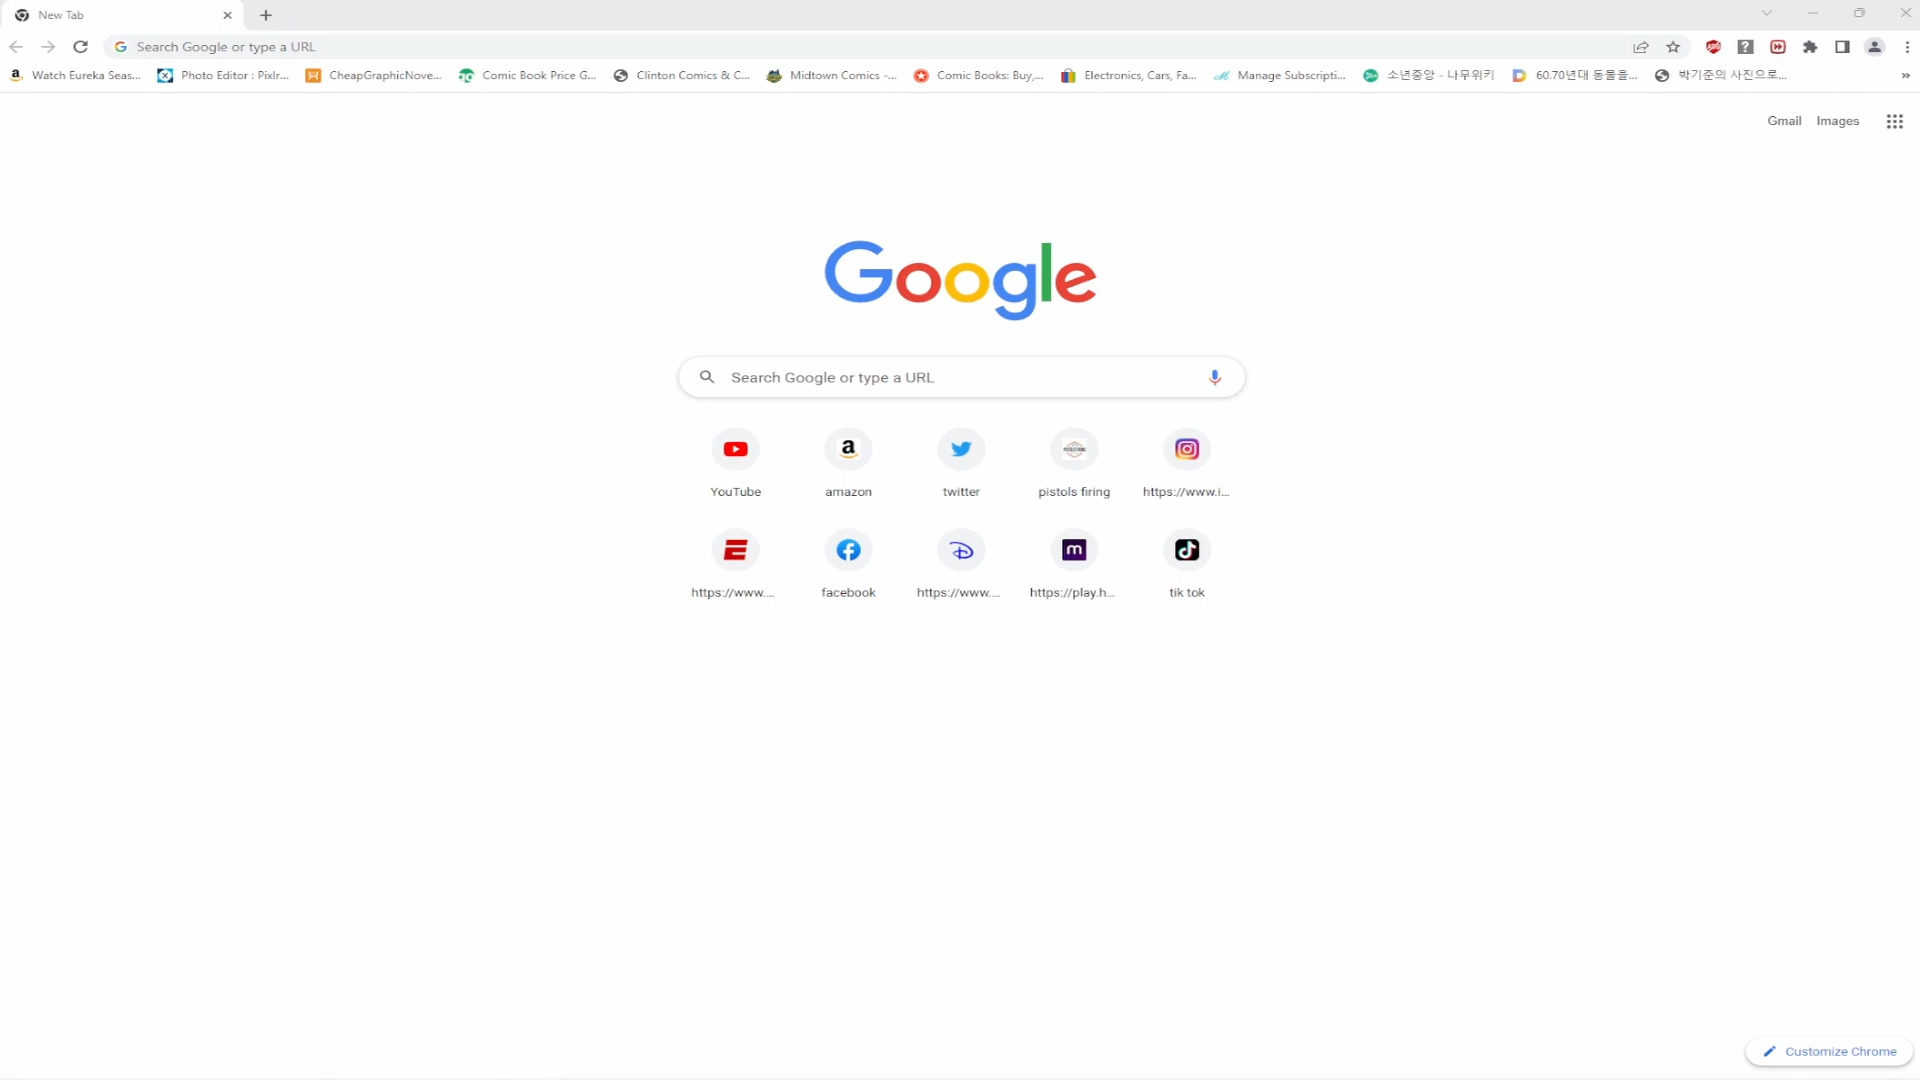 New Tab
Search Google or type a URL
Watch Eureka Seas... Photo Editor : Pixlr... CheapGraphicNove... Comic Book Price G... Clinton Comics & C... Midtown Comics -... Comic Books: Buy,... Electronics, Cars, Fa... Manage Subscripti... 소년중앙 - 나무위키 60.70년대 동물을... 박기준의 사진으로...
Gmail Images
Google
Search Google or type a URL
YouTube amazon twitter pistols firing https://www.i...
https://www.... facebook https://www.... https://play.h... tik tok
Customize Chrome